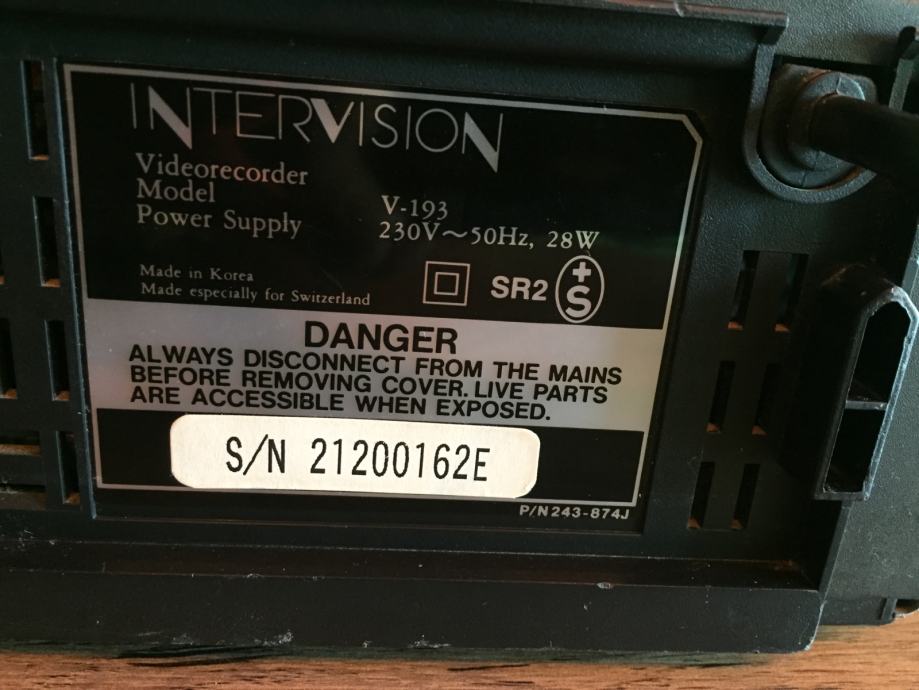 INTERVISION
Videorecorder
Model V-193
Power Supply 230V~50Hz, 28W
Made in Korea
Made especially for Switzerland
SR2 +S
DANGER
ALWAYS DISCONNECT FROM THE MAINS
BEFORE REMOVING COVER. LIVE PARTS
ARE ACCESSIBLE WHEN EXPOSED.
S/N 21200162E
P/N 243-874J